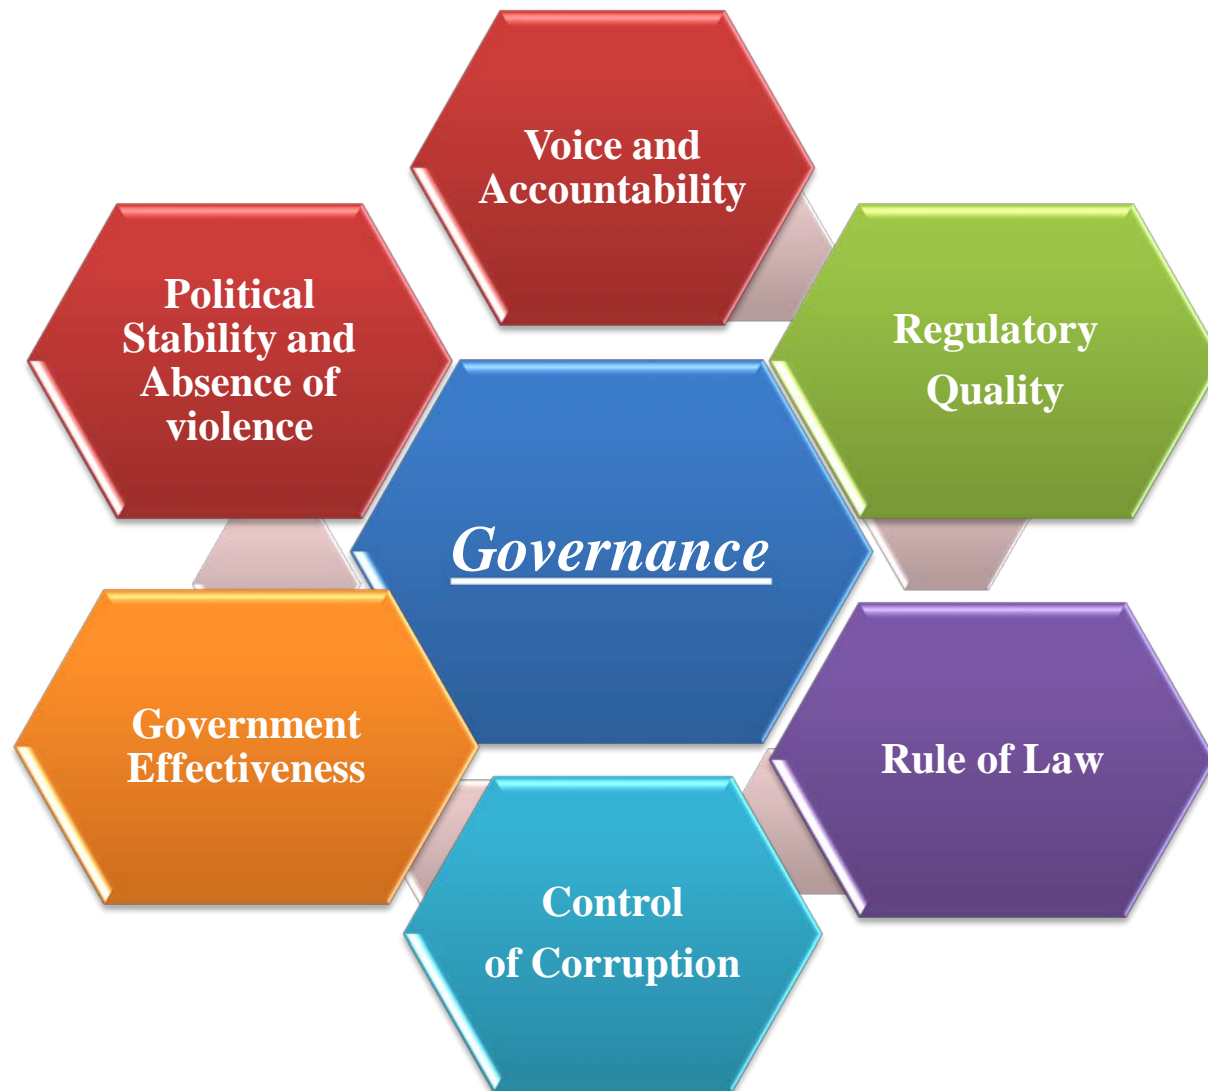 Voice and
Accountability
Political
Stability and
Absence of
violence
Regulatory
Quality
Governance
Government
Effectiveness
Rule of Law
Control
of Corruption